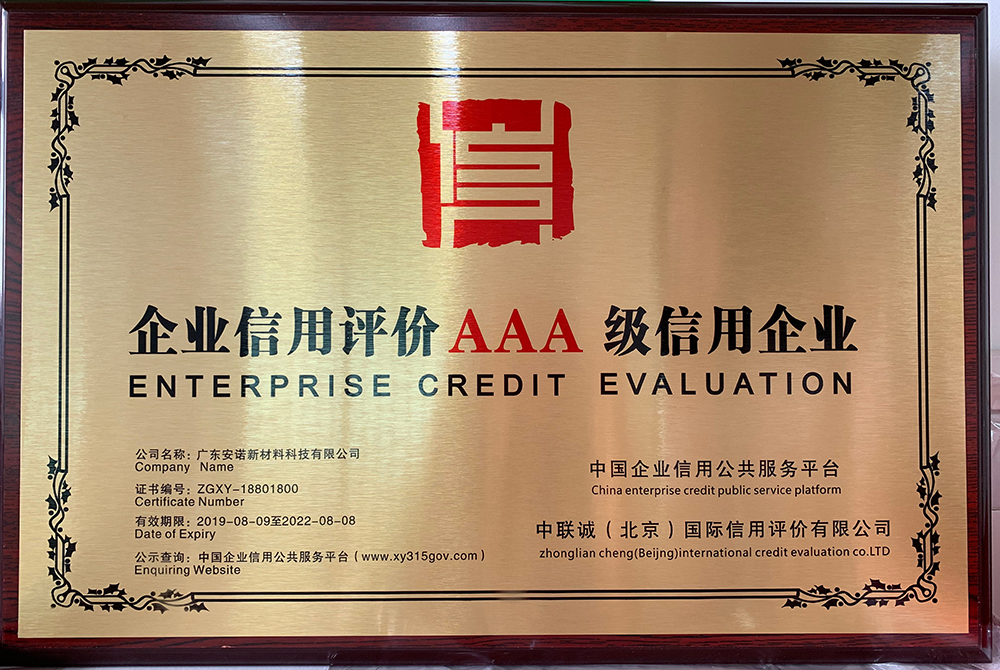 信
企业信用评价AAA级信用企业
ENTERPRISE CREDIT EVALUATION
公司名称：广东安诺新材料科技有限公司
Company Name
证书编号：ZGXY-18801800
Certificate Number
有效期限：2019-08-09至2022-08-08
Date of Expiry
公示查询：中国企业信用公共服务平台（www.xy315gov.com）
Enquiring Website
中国企业信用公共服务平台
China enterprise credit public service platform
中联诚（北京）国际信用评价有限公司
zhonglian cheng(Beijng)international credit evaluation co.LTD